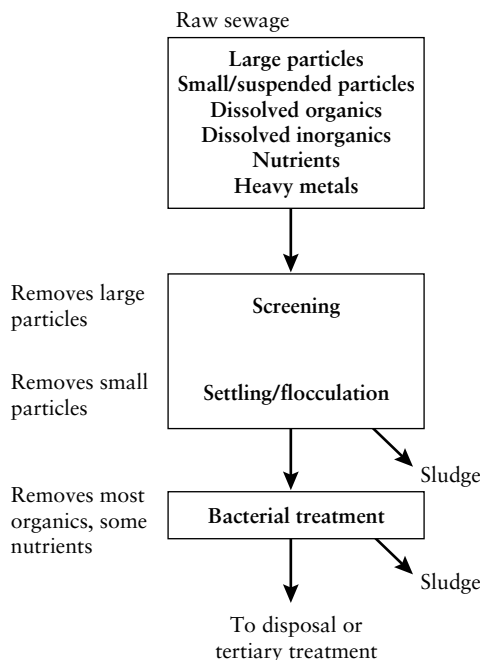 Raw sewage
Large particles
Small/suspended particles
Dissolved organics
Dissolved inorganics
Nutrients
Heavy metals
Removes large
particles
Screening
Removes small
particles
Settling/flocculation
Sludge
Removes most
organics, some
nutrients
Bacterial treatment
Sludge
To disposal or
tertiary treatment